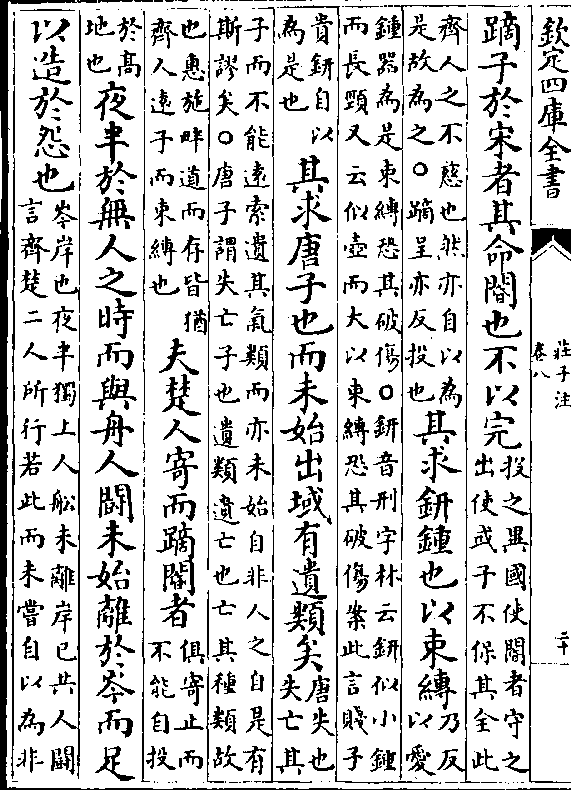 欽定四庫全書
莊子注
卷八
二十
蹢子於宋者其命閽也不以完
投之異國使閽者守之
出使或子不保其全此
齊人之不慈也然亦自以為
是故為之○蹢呈亦反投也
其求鈃鍾也以束縛
乃反
以愛
鍾器為是束縛恐其破傷○鈃音刑字林云鈃似小鍾
而長頸又云似壺而大以束縛恐其破傷案此言賤子
貴鈃自以
為是也
其求唐子也而未始出域有遺類矣
唐失也
失亡其
子而不能遠索遺其氣類而亦未始自非人之自是有
斯謬矣○唐子謂失亡子也遺類遺亡也亡其種類故
也惠施畔道而存皆猶
齊人遠子而束縛也
夫楚人寄而蹢閽者
俱寄止而
不能自投
於高
地也
夜半於無人之時而與舟人鬬未始離於岑而足
以造於怨也
岑岸也夜半獨上人船未離岸已共人鬬
言齊楚二人所行若此而未嘗自以為非